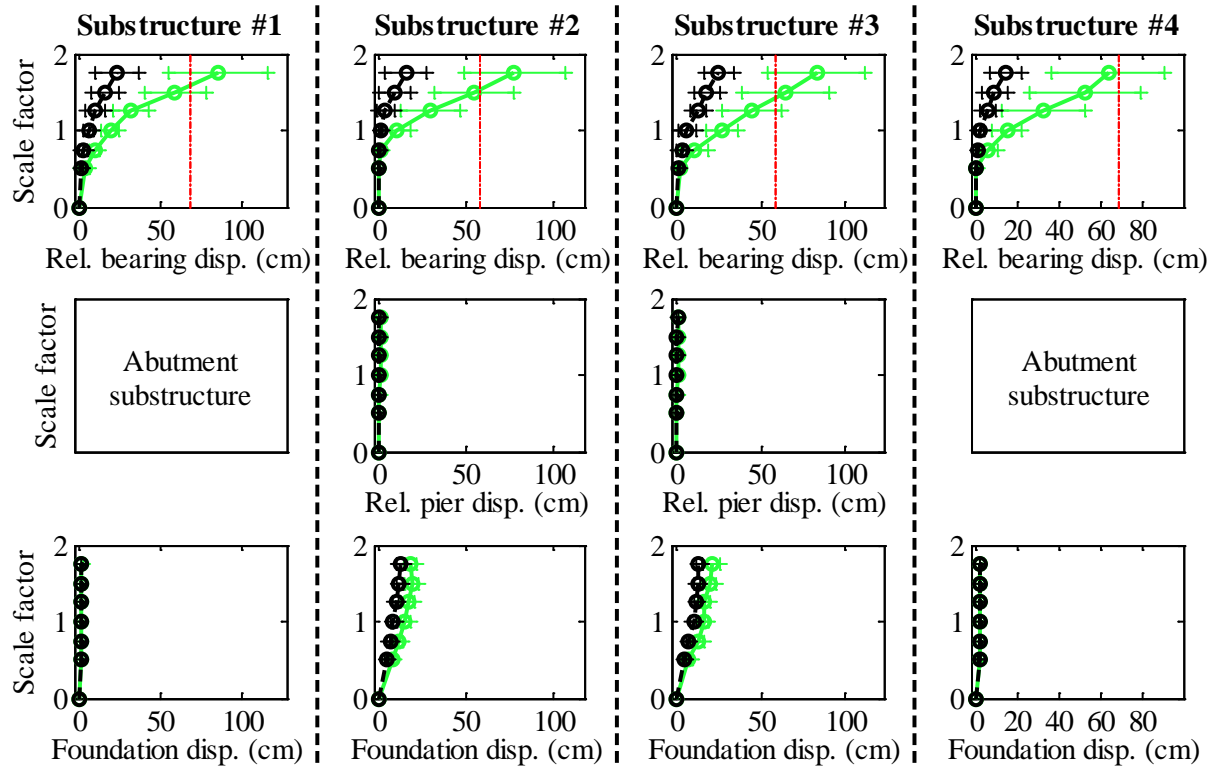 Substructure #1 Substructure #2 Substructure #3 Substructure #4
Scale factor
2 2 2 2
1 1 1 1
0 0 0 0
0 50 100 0 50 100 0 50 100 0 20 40 60 80
Rel. bearing disp. (cm) Rel. bearing disp. (cm) Rel. bearing disp. (cm) Rel. bearing disp. (cm)
Scale factor
2 2
Abutment Abutment
substructure substructure
1 1
0 0
0 50 100 0 50 100
Rel. pier disp. (cm) Rel. pier disp. (cm)
Scale factor
2 2 2 2
1 1 1 1
0 0 0 0
0 50 100 0 50 100 0 50 100 0 20 40 60 80
Foundation disp. (cm) Foundation disp. (cm) Foundation disp. (cm) Foundation disp. (cm)